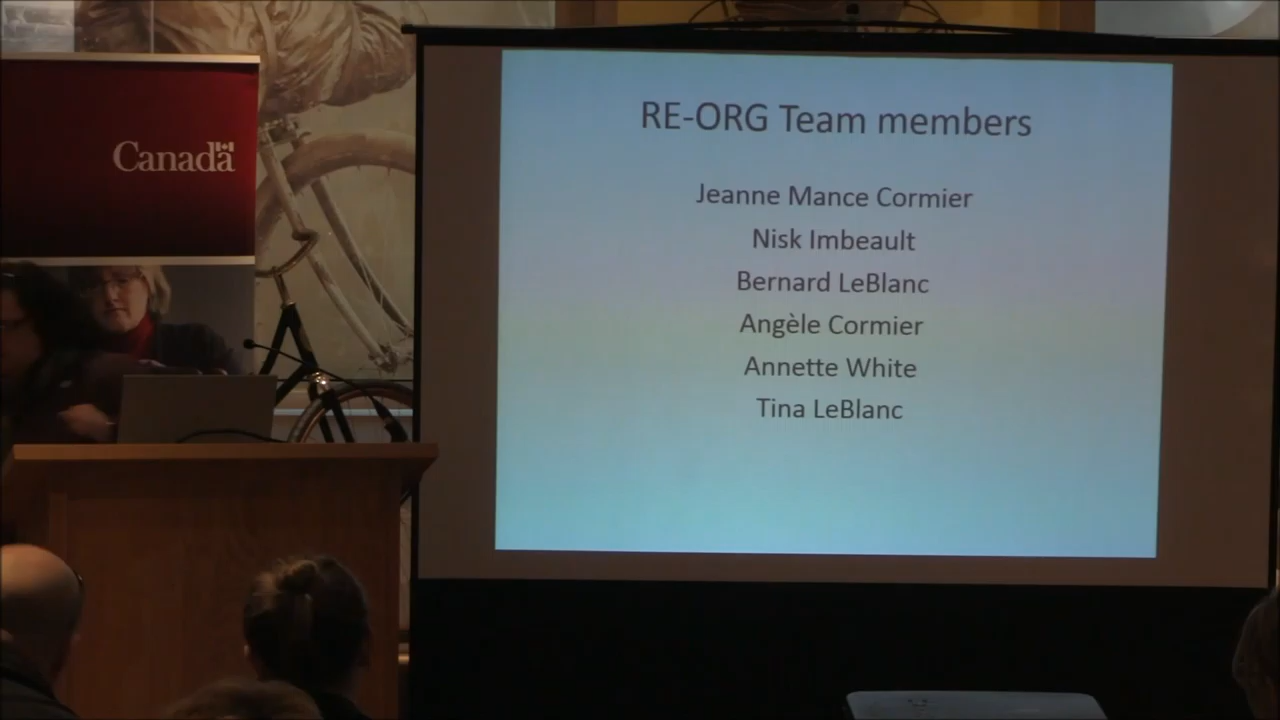 Canada
RE-ORG Team members
Jeanne Mance Cormier
Nisk Imbeault
Bernard LeBlanc
Angèle Cormier
Annette White
Tina LeBlanc